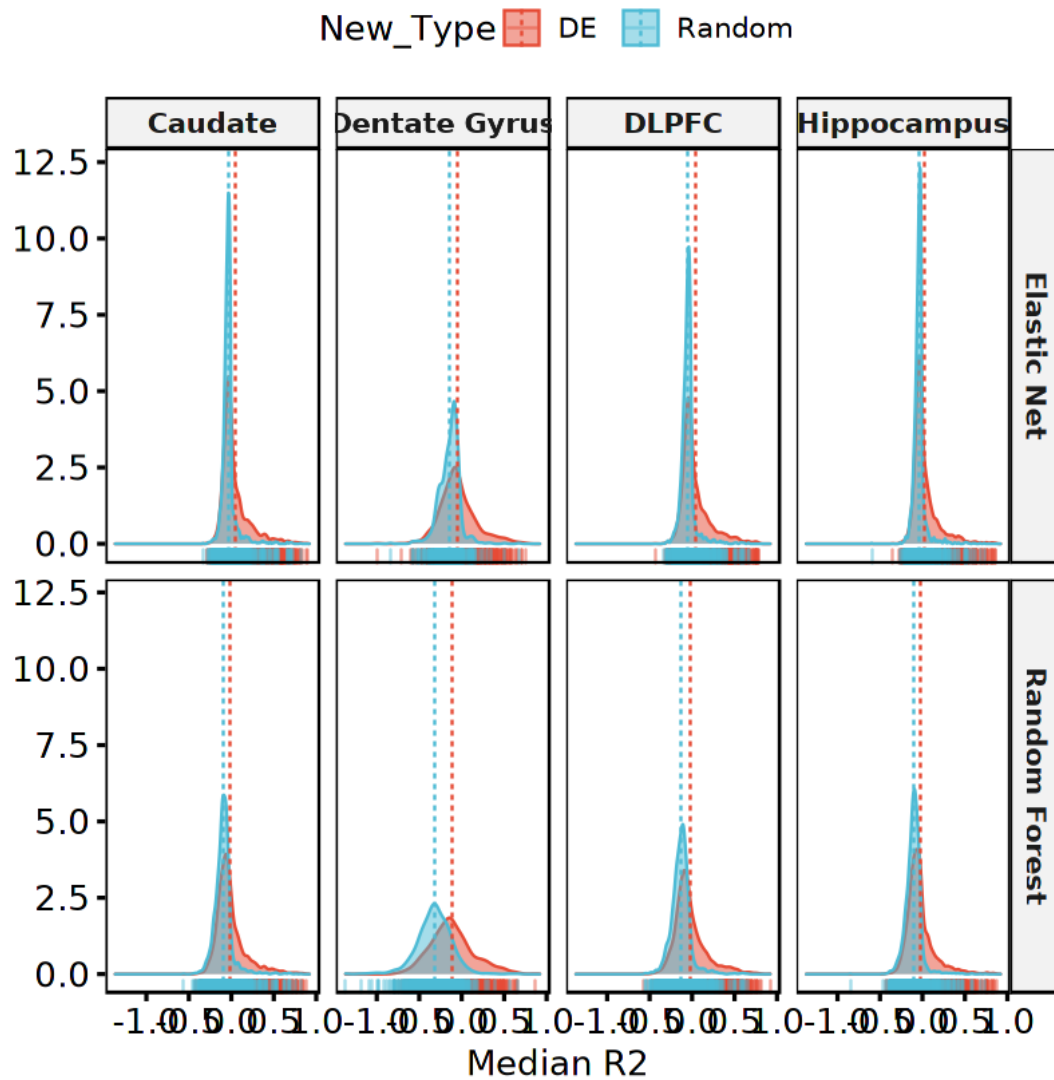 New_Type DE Random
Caudate Dentate Gyrus DLPFC Hippocampus
12.5
10.0
7.5
5.0
2.5
0.0
Elastic Net
12.5
10.0
7.5
5.0
2.5
0.0
Random Forest
-1.0 -0.5 0.0 0.5 1.0 -1.0 -0.5 0.0 0.5 1.0 -1.0 -0.5 0.0 0.5 1.0 -1.0 -0.5 0.0 0.5 1.0
Median R2